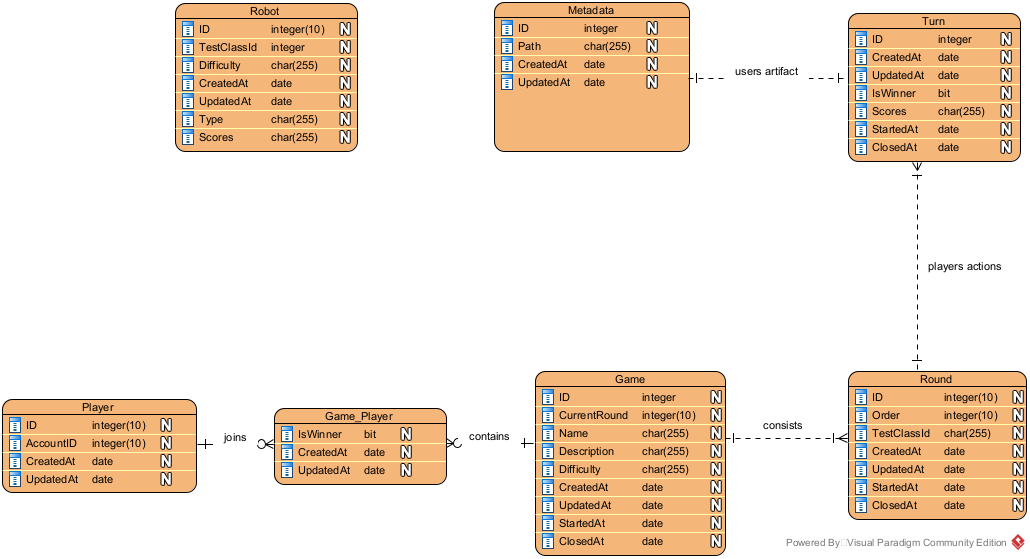 Robot
ID integer(10) N
TestClassId integer N
Difficulty char(255) N
CreatedAt date N
UpdatedAt date N
Type char(255) N
Scores char(255) N
Metadata
ID integer N
Path char(255) N
CreatedAt date N
UpdatedAt date N
users artifact
Turn
ID integer N
CreatedAt date N
UpdatedAt date N
IsWinner bit N
Scores char(255) N
StartedAt date N
ClosedAt date N
players actions
Player
ID integer(10) N
AccountID integer(10) N
CreatedAt date N
UpdatedAt date N
joins
Game_Player
IsWinner bit N
CreatedAt date N
UpdatedAt date N
contains
Game
ID integer N
CurrentRound integer(10) N
Name char(255) N
Description char(255) N
Difficulty char(255) N
CreatedAt date N
UpdatedAt date N
StartedAt date N
ClosedAt date N
consists
Round
ID integer(10) N
Order integer(10) N
TestClassId char(255) N
CreatedAt date N
UpdatedAt date N
StartedAt date N
ClosedAt date N
Powered By Visual Paradigm Community Edition